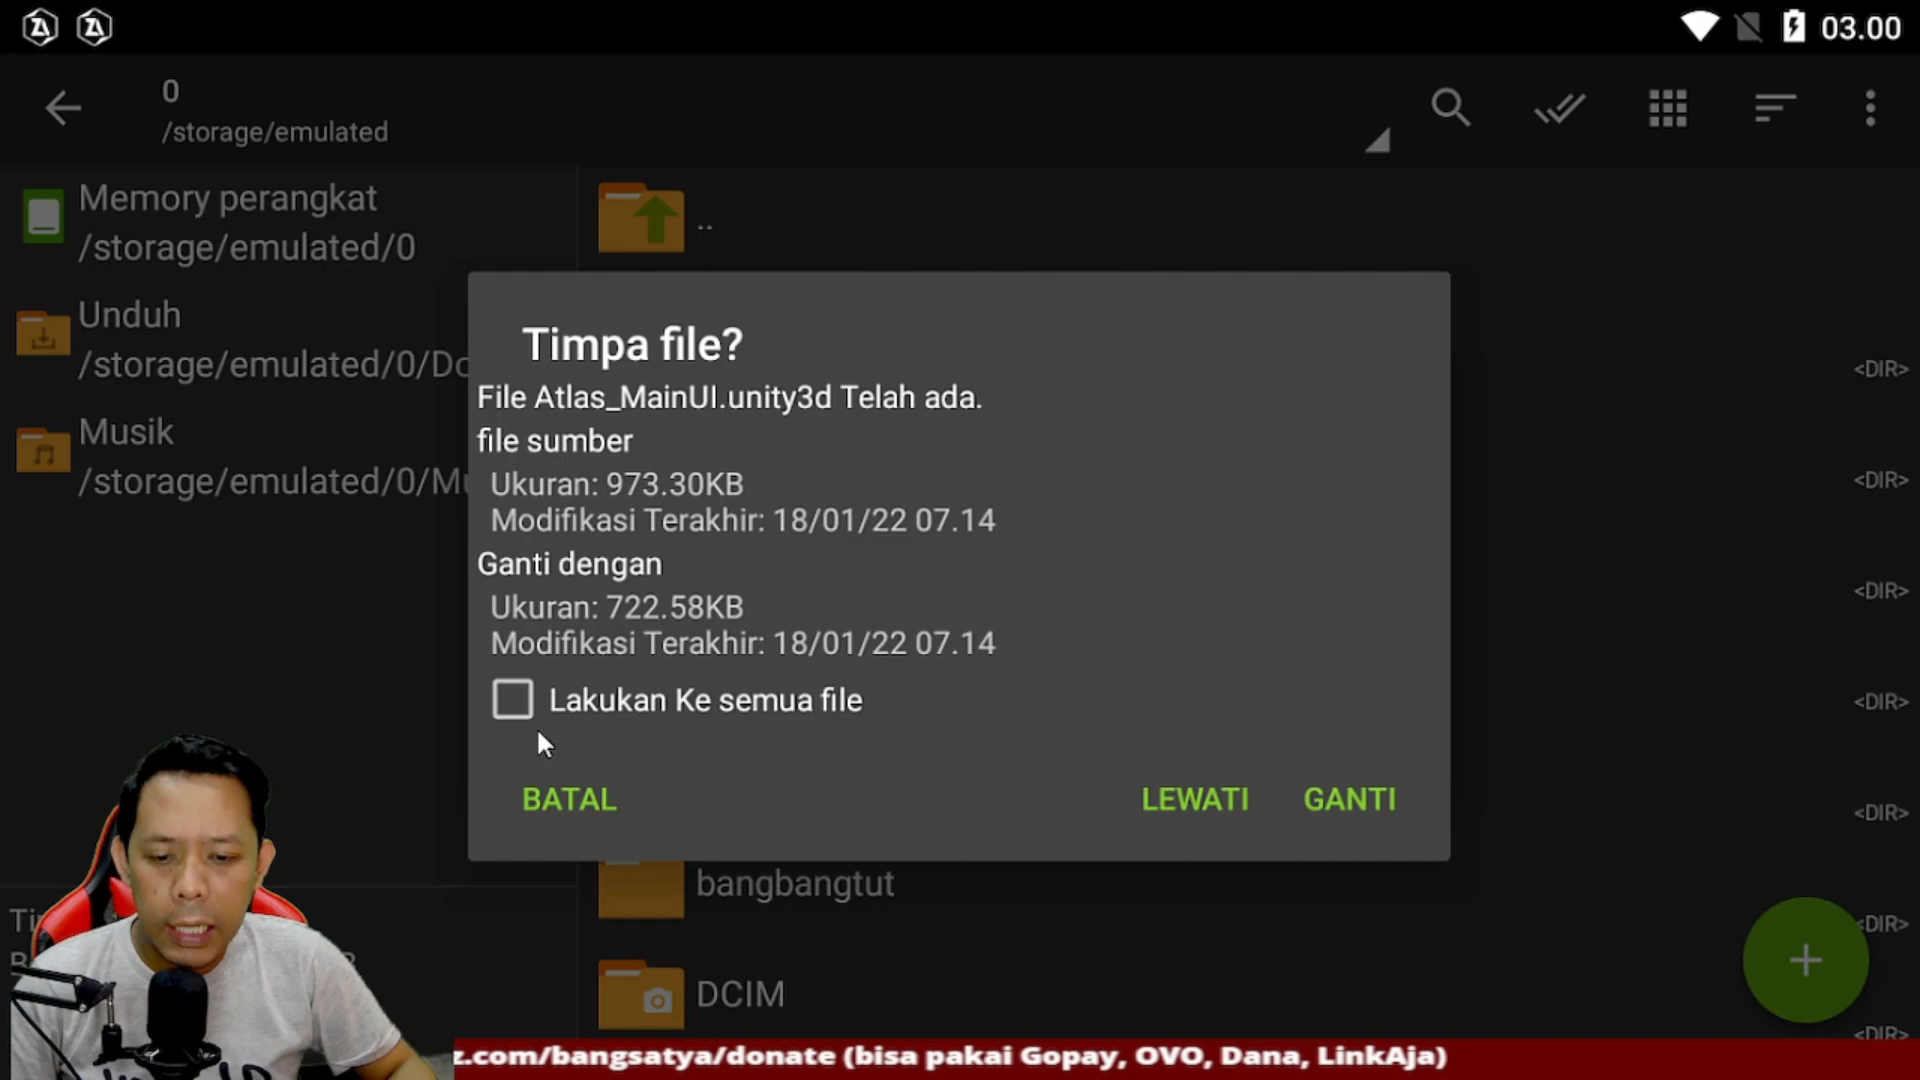 03.00
0
/storage/emulated
Memory perangkat
/storage/emulated/0
Unduh
/storage/emulated/0/Do
Musik
/storage/emulated/0/Mu
..
<DIR>
<DIR>
<DIR>
<DIR>
<DIR>
<DIR>
<DIR>
Timpa file?
File Atlas_MainUI.unity3d Telah ada.
file sumber
Ukuran: 973.30KB
Modifikasi Terakhir: 18/01/22 07.14
Ganti dengan
Ukuran: 722.58KB
Modifikasi Terakhir: 18/01/22 07.14
Lakukan Ke semua file
BATAL
LEWATI
GANTI
bangbangtut
DCIM
z.com/bangsatya/donate (bisa pakai Gopay, OVO, Dana, LinkAja)